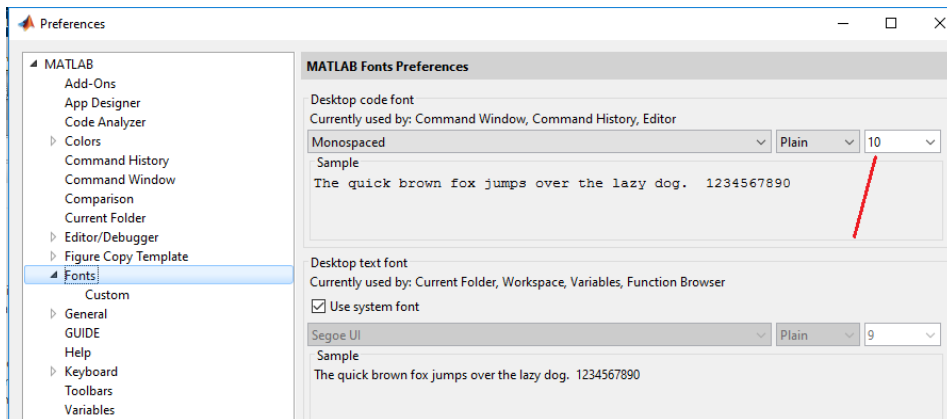 Preferences
MATLAB
Add-Ons
App Designer
Code Analyzer
Colors
Command History
Command Window
Comparison
Current Folder
Editor/Debugger
Figure Copy Template
Fonts
Custom
General
GUIDE
Help
Keyboard
Toolbars
Variables
MATLAB Fonts Preferences
Desktop code font
Currently used by: Command Window, Command History, Editor
Monospaced Plain 10
Sample
The quick brown fox jumps over the lazy dog. 1234567890
Desktop text font
Currently used by: Current Folder, Workspace, Variables, Function Browser
Use system font
Segoe UI Plain 9
Sample
The quick brown fox jumps over the lazy dog. 1234567890